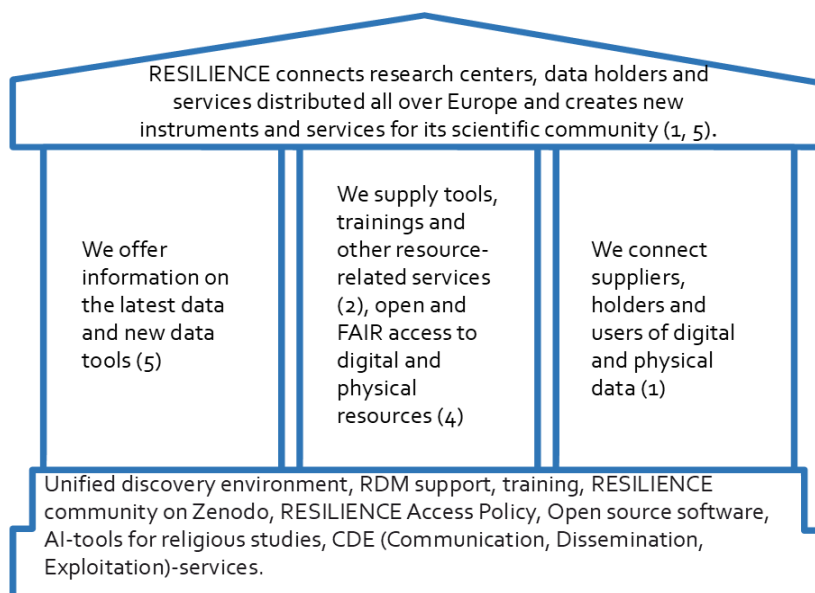 RESILIENCE connects research centers, data holders and
services distributed all over Europe and creates new
instruments and services for its scientific community (1, 5).
We offer
information on
the latest data
and new data
tools (5)
We supply tools,
trainings and
other resource-
related services
(2), open and
FAIR access to
digital and
physical
resources (4)
We connect
suppliers,
holders and
users of digital
and physical
data (1)
Unified discovery environment, RDM support, training, RESILIENCE
community on Zenodo, RESILIENCE Access Policy, Open source software,
AI-tools for religious studies, CDE (Communication, Dissemination,
Exploitation)-services.